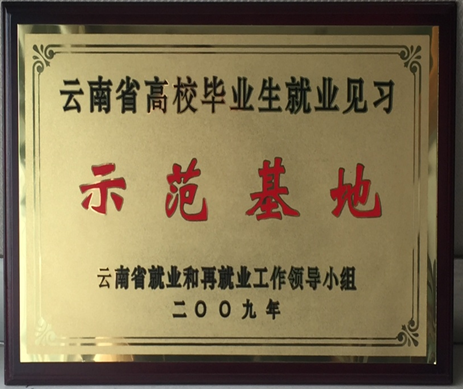 云南省高校毕业生就业见习
示范基地
云南省就业和再就业工作领导小组
二〇〇九年